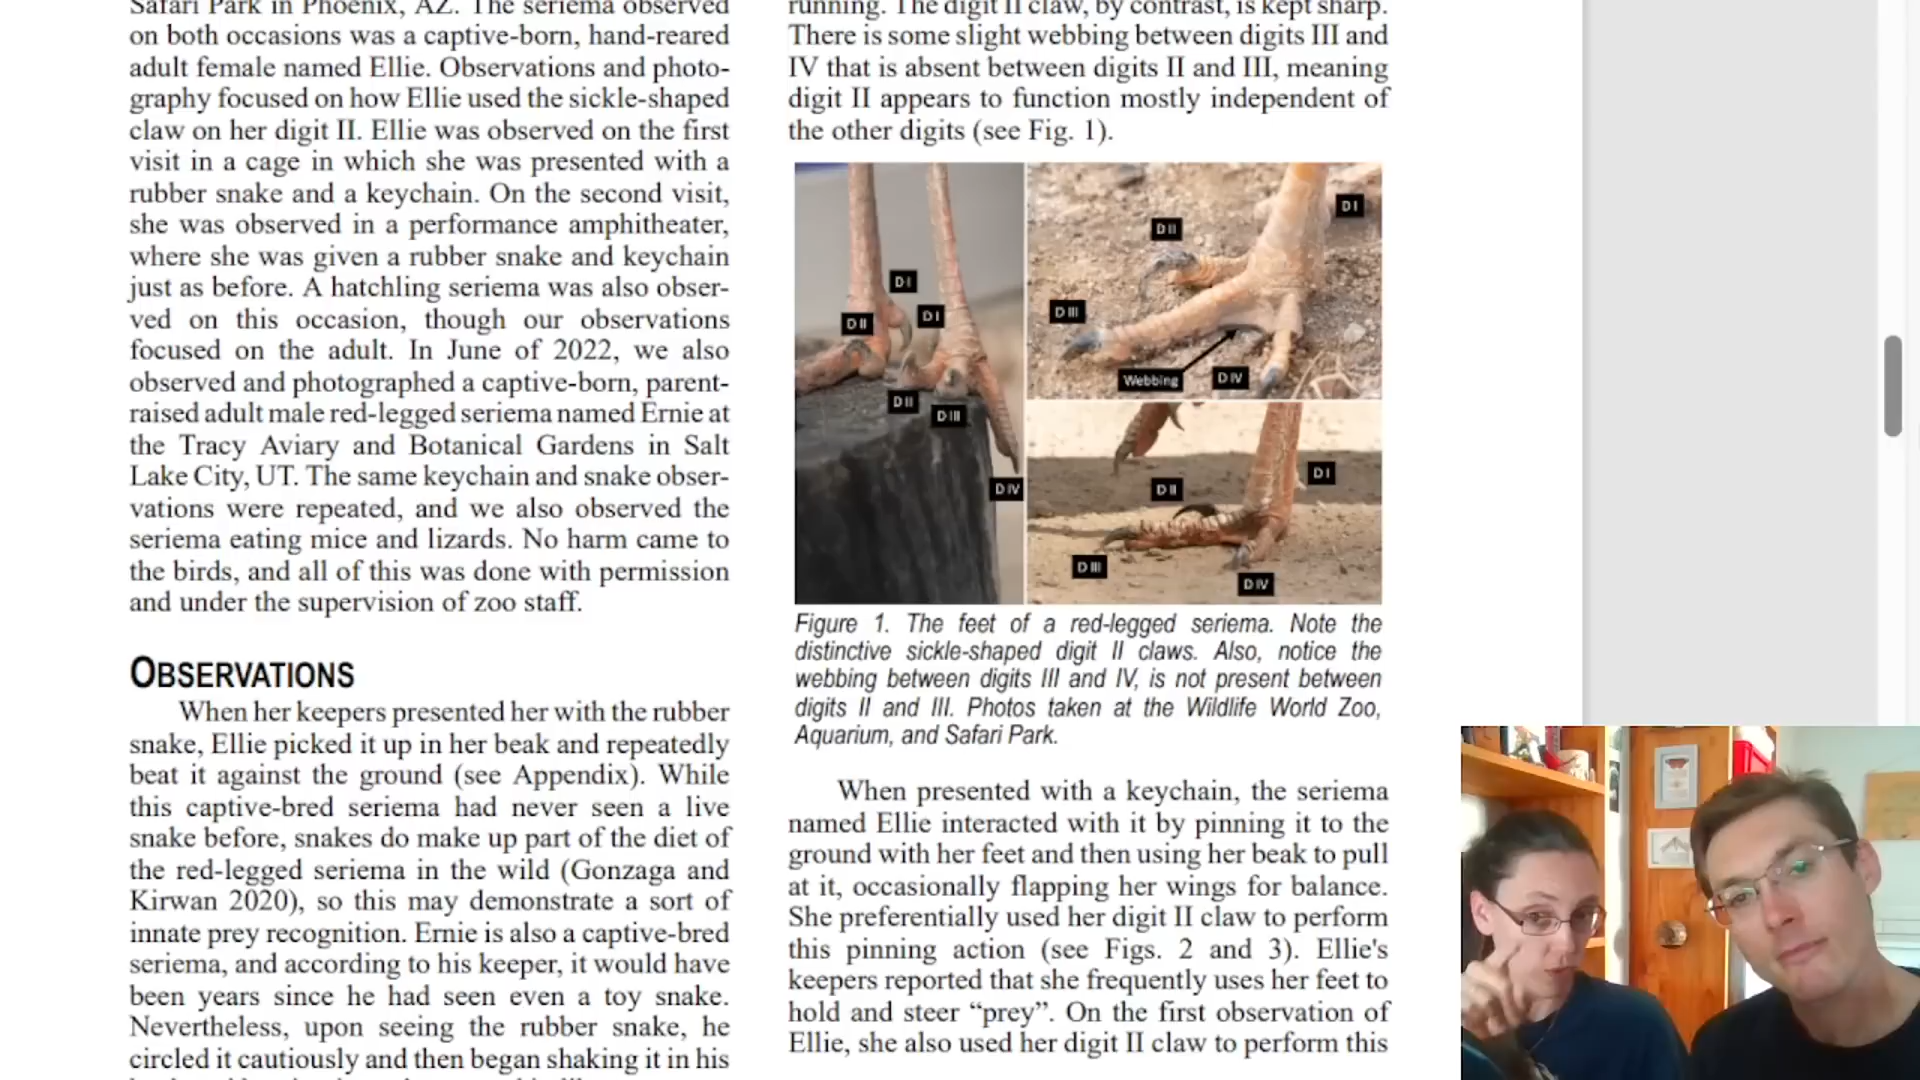 Safari Park in Phoenix, AZ. The seriema observed
on both occasions was a captive-born, hand-reared
adult female named Ellie. Observations and photo-
graphy focused on how Ellie used the sickle-shaped
claw on her digit II. Ellie was observed on the first
visit in a cage in which she was presented with a
rubber snake and a keychain. On the second visit,
she was observed in a performance amphitheater,
where she was given a rubber snake and keychain
just as before. A hatchling seriema was also obser-
ved on this occasion, though our observations
focused on the adult. In June of 2022, we also
observed and photographed a captive-born, parent-
raised adult male red-legged seriema named Ernie at
the Tracy Aviary and Botanical Gardens in Salt
Lake City, UT. The same keychain and snake obser-
vations were repeated, and we also observed the
seriema eating mice and lizards. No harm came to
the birds, and all of this was done with permission
and under the supervision of zoo staff.
OBSERVATIONS
When her keepers presented her with the rubber
snake, Ellie picked it up in her beak and repeatedly
beat it against the ground (see Appendix). While
this captive-bred seriema had never seen a live
snake before, snakes do make up part of the diet of
the red-legged seriema in the wild (Gonzaga and
Kirwan 2020), so this may demonstrate a sort of
innate prey recognition. Ernie is also a captive-bred
seriema, and according to his keeper, it would have
been years since he had seen even a toy snake.
Nevertheless, upon seeing the rubber snake, he
circled it cautiously and then began shaking it in his
running. The digit II claw, by contrast, is kept sharp.
There is some slight webbing between digits III and
IV that is absent between digits II and III, meaning
digit II appears to function mostly independent of
the other digits (see Fig. 1).
D I
D II
D I
D II
D III
D IV
D I
D II
D III
Webbing
D IV
D I
D II
D III
D IV
Figure 1. The feet of a red-legged seriema. Note the
distinctive sickle-shaped digit II claws. Also, notice the
webbing between digits III and IV, is not present between
digits II and III. Photos taken at the Wildlife World Zoo,
Aquarium, and Safari Park.
When presented with a keychain, the seriema
named Ellie interacted with it by pinning it to the
ground with her feet and then using her beak to pull
at it, occasionally flapping her wings for balance.
She preferentially used her digit II claw to perform
this pinning action (see Figs. 2 and 3). Ellie's
keepers reported that she frequently uses her feet to
hold and steer “prey”. On the first observation of
Ellie, she also used her digit II claw to perform this